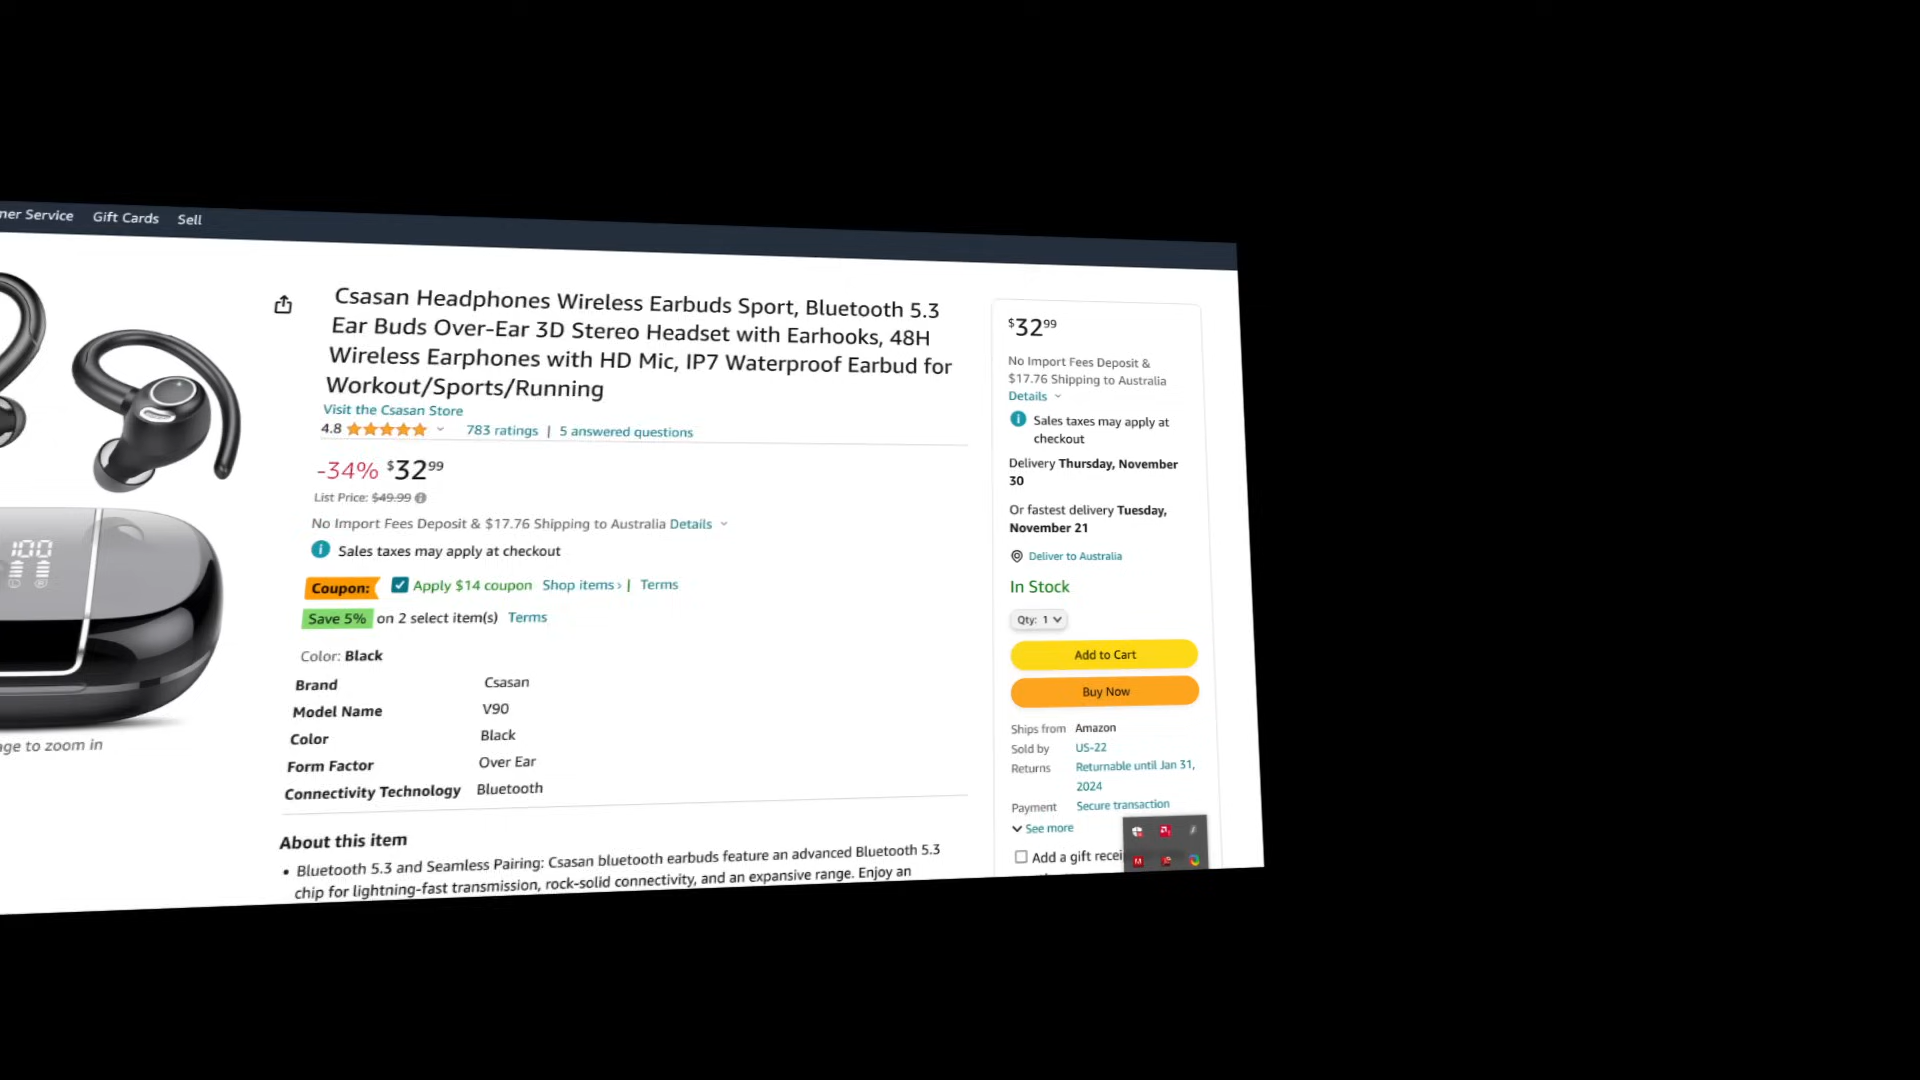 ner Service Gift Cards Sell
Csasan Headphones Wireless Earbuds Sport, Bluetooth 5.3
Ear Buds Over-Ear 3D Stereo Headset with Earhooks, 48H
Wireless Earphones with HD Mic, IP7 Waterproof Earbud for
Workout/Sports/Running
Visit the Csasan Store
4.8 783 ratings | 5 answered questions
-34% $32 99
List Price: $49.99
No Import Fees Deposit & $17.76 Shipping to Australia Details
Sales taxes may apply at checkout
Coupon: Apply $14 coupon Shop items › | Terms
Save 5% on 2 select item(s) Terms
Color: Black
Brand Csasan
Model Name V90
Color Black
Form Factor Over Ear
Connectivity Technology Bluetooth
About this item
• Bluetooth 5.3 and Seamless Pairing: Csasan bluetooth earbuds feature an advanced Bluetooth 5.3
chip for lightning-fast transmission, rock-solid connectivity, and an expansive range. Enjoy an
100
age to zoom in
$32 99
No Import Fees Deposit &
$17.76 Shipping to Australia
Details
Sales taxes may apply at
checkout
Delivery Thursday, November
30
Or fastest delivery Tuesday,
November 21
Deliver to Australia
In Stock
Qty: 1
Add to Cart
Buy Now
Ships from Amazon
Sold by US-22
Returns Returnable until Jan 31,
2024
Payment Secure transaction
See more
Add a gift recei